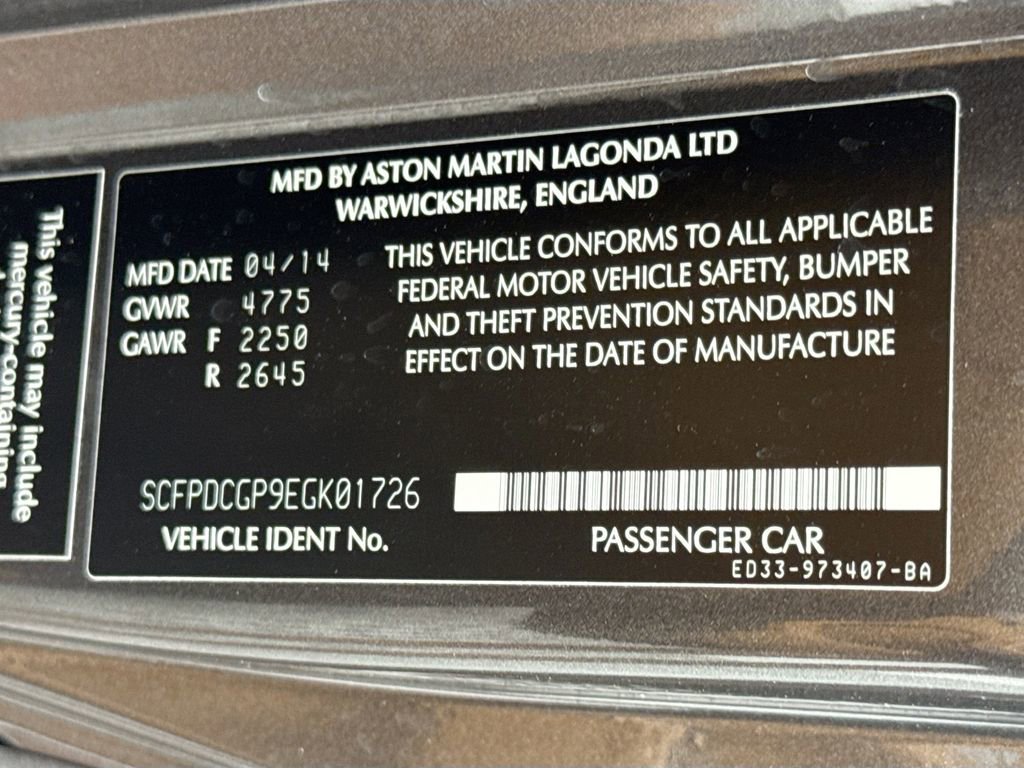 MFD BY ASTON MARTIN LAGONDA LTD
WARWICKSHIRE, ENGLAND
MFD DATE 04/14
GVWR 4775
GAWR F 2250
R 2645
THIS VEHICLE CONFORMS TO ALL APPLICABLE
FEDERAL MOTOR VEHICLE SAFETY, BUMPER
AND THEFT PREVENTION STANDARDS IN
EFFECT ON THE DATE OF MANUFACTURE
SCFPDCGP9EGK01726
VEHICLE IDENT No.
PASSENGER CAR
ED33-973407-BA
This vehicle may include
mercury-containing